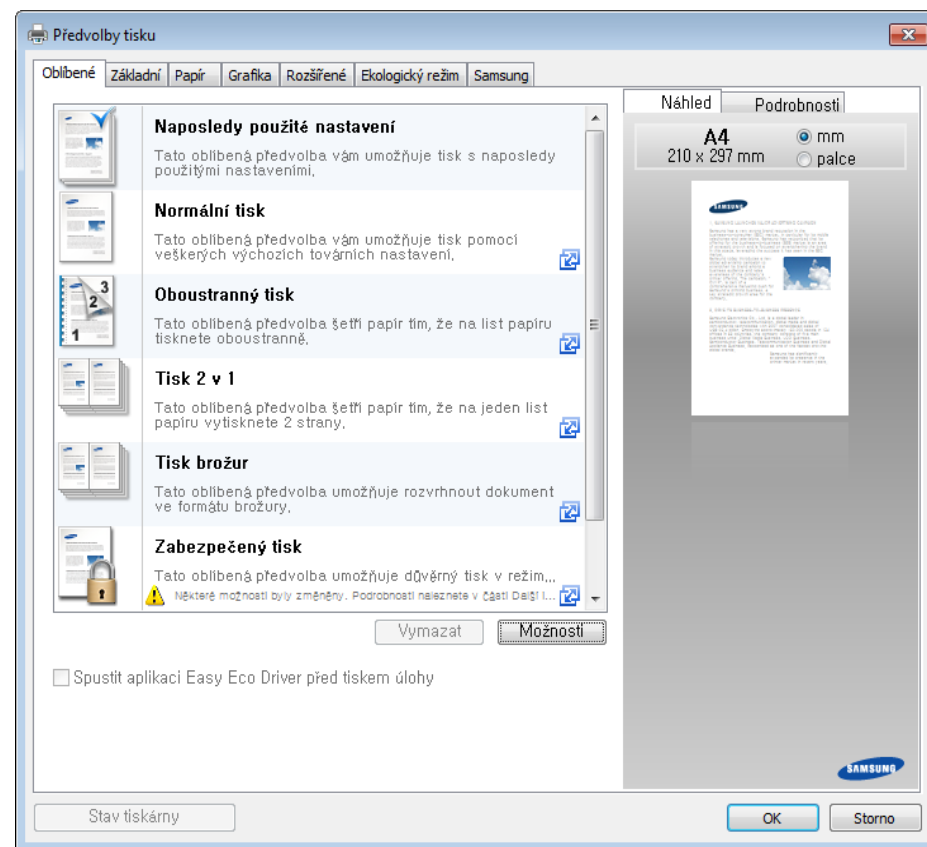 Předvolby tisku
Oblíbené
Základní
Papír
Grafika
Rozšířené
Ekologický režim
Samsung
Naposledy použité nastavení
Tato oblíbená předvolba vám umožňuje tisk s naposledy
použitými nastaveními.
Normální tisk
Tato oblíbená předvolba vám umožňuje tisk pomocí
veškerých výchozích továrních nastavení.
Oboustranný tisk
Tato oblíbená předvolba šetří papír tím, že na list papíru
tisknete oboustranně.
Tisk 2 v 1
Tato oblíbená předvolba šetří papír tím, že na jeden list
papíru vytisknete 2 strany.
Tisk brožur
Tato oblíbená předvolba umožňuje rozvrhnout dokument
ve formátu brožury.
Zabezpečený tisk
Tato oblíbená předvolba umožňuje důvěrný tisk v režim...
Některé možnosti byly změněny. Podrobnosti naleznete v části Další i...
Vymazat
Možnosti
Spustit aplikaci Easy Eco Driver před tiskem úlohy
Náhled
Podrobnosti
A4
210 x 297 mm
mm
palce
SAMSUNG
SAMSUNG
Stav tiskárny
OK
Storno